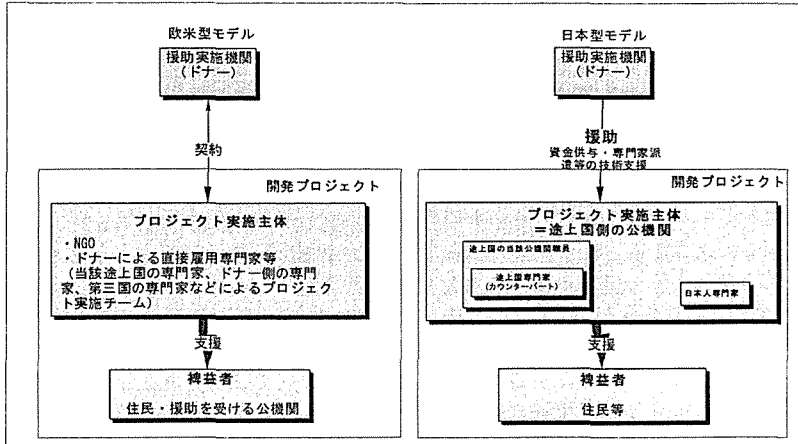 欧米型モデル
援助実施機関
(ドナー)
契約
開発プロジェクト
プロジェクト実施主体
・NGO
・ドナーによる直接雇用専門家等
(当該途上国の専門家、ドナー側の専門
家、第三国の専門家などによるプロジェク
ト実施チーム)
支援
裨益者
住民・援助を受ける公機関
日本型モデル
援助実施機関
(ドナー)
援助
資金供与・専門家派
遣等の技術支援
開発プロジェクト
プロジェクト実施主体
=途上国側の公機関
途上国の当該公機関職員
途上国専門家
(カウンターパート)
日本人専門家
支援
裨益者
住民等